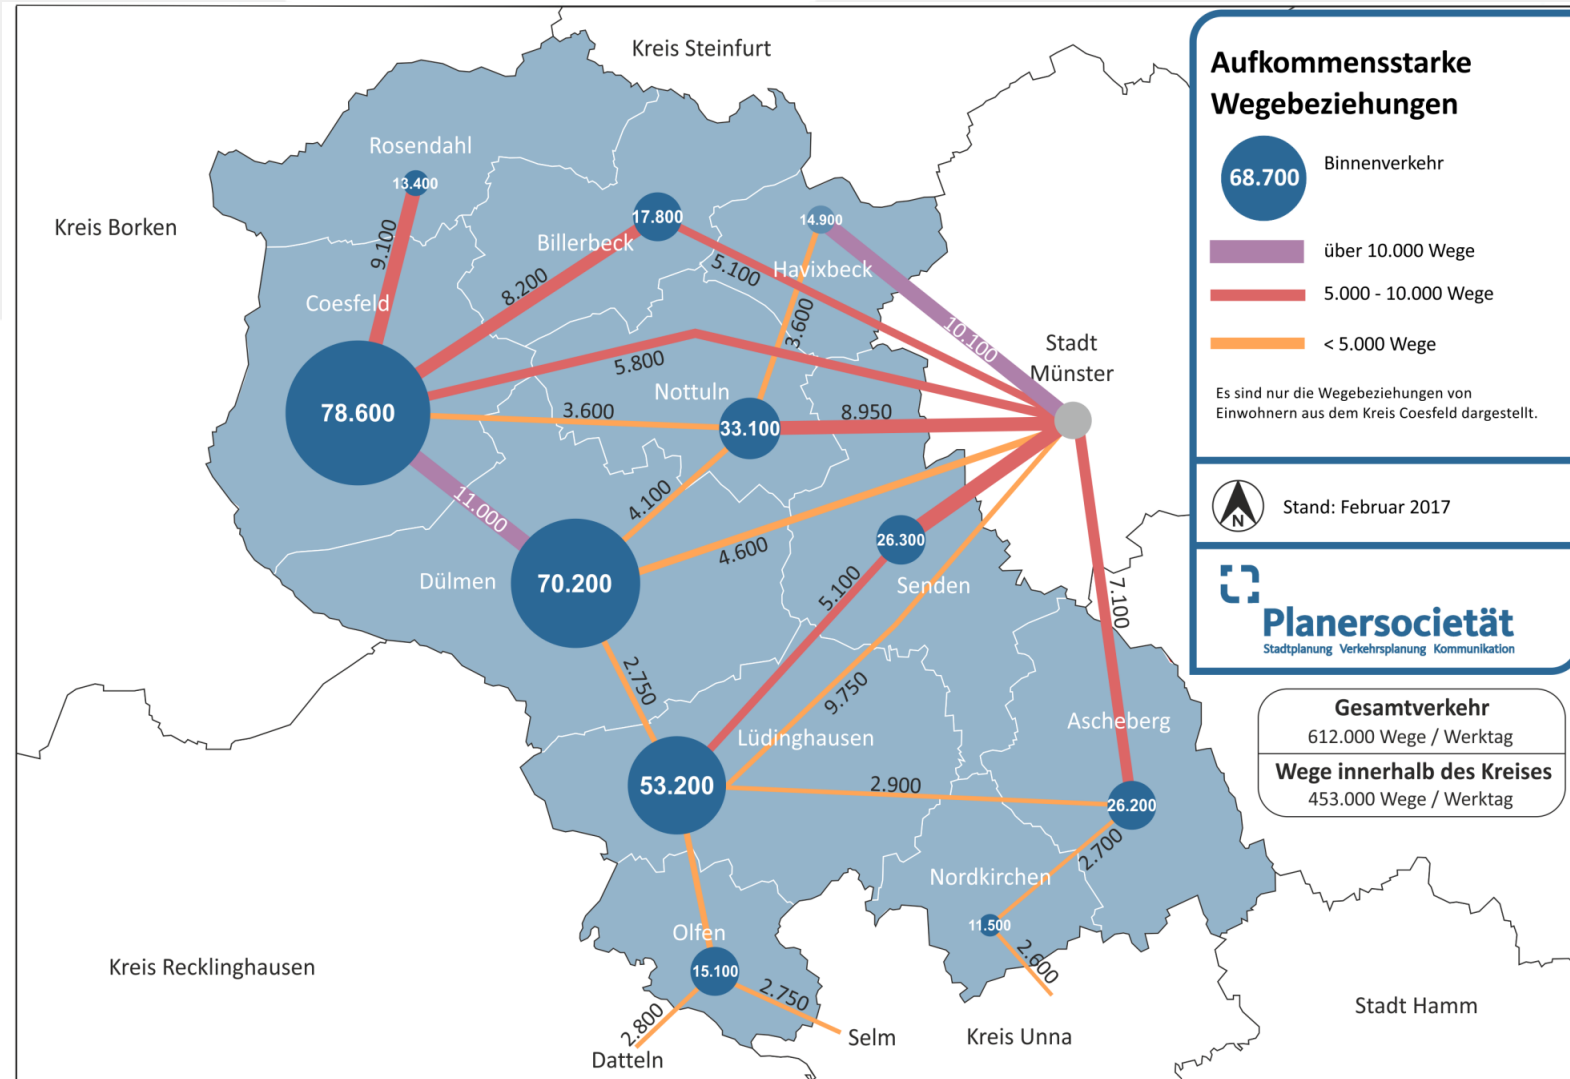 Kreis Steinfurt
Kreis Borken
Rosendahl
13.400
9.100
Coesfeld
78.600
Billerbeck
17.800
8.200
5.100
14.900
Havixbeck
3.600
10.100
5.800
Nottuln
3.600
33.100
8.950
Stadt
Münster
11.000
4.100
4.600
Dülmen
70.200
26.300
Senden
5.100
7.100
2.750
9.750
Lüdinghausen
53.200
2.900
Ascheberg
26.200
2.700
Nordkirchen
11.500
2.600
Olfen
15.100
2.750
2.800
Datteln
Selm
Kreis Unna
Kreis Recklinghausen
Stadt Hamm
Aufkommensstarke
Wegebeziehungen
68.700
Binnenverkehr
über 10.000 Wege
5.000 - 10.000 Wege
< 5.000 Wege
Es sind nur die Wegebeziehungen von
Einwohnern aus dem Kreis Coesfeld dargestellt.
N
Stand: Februar 2017
Planersocietät
Stadtplanung Verkehrsplanung Kommunikation
Gesamtverkehr
612.000 Wege / Werktag
Wege innerhalb des Kreises
453.000 Wege / Werktag